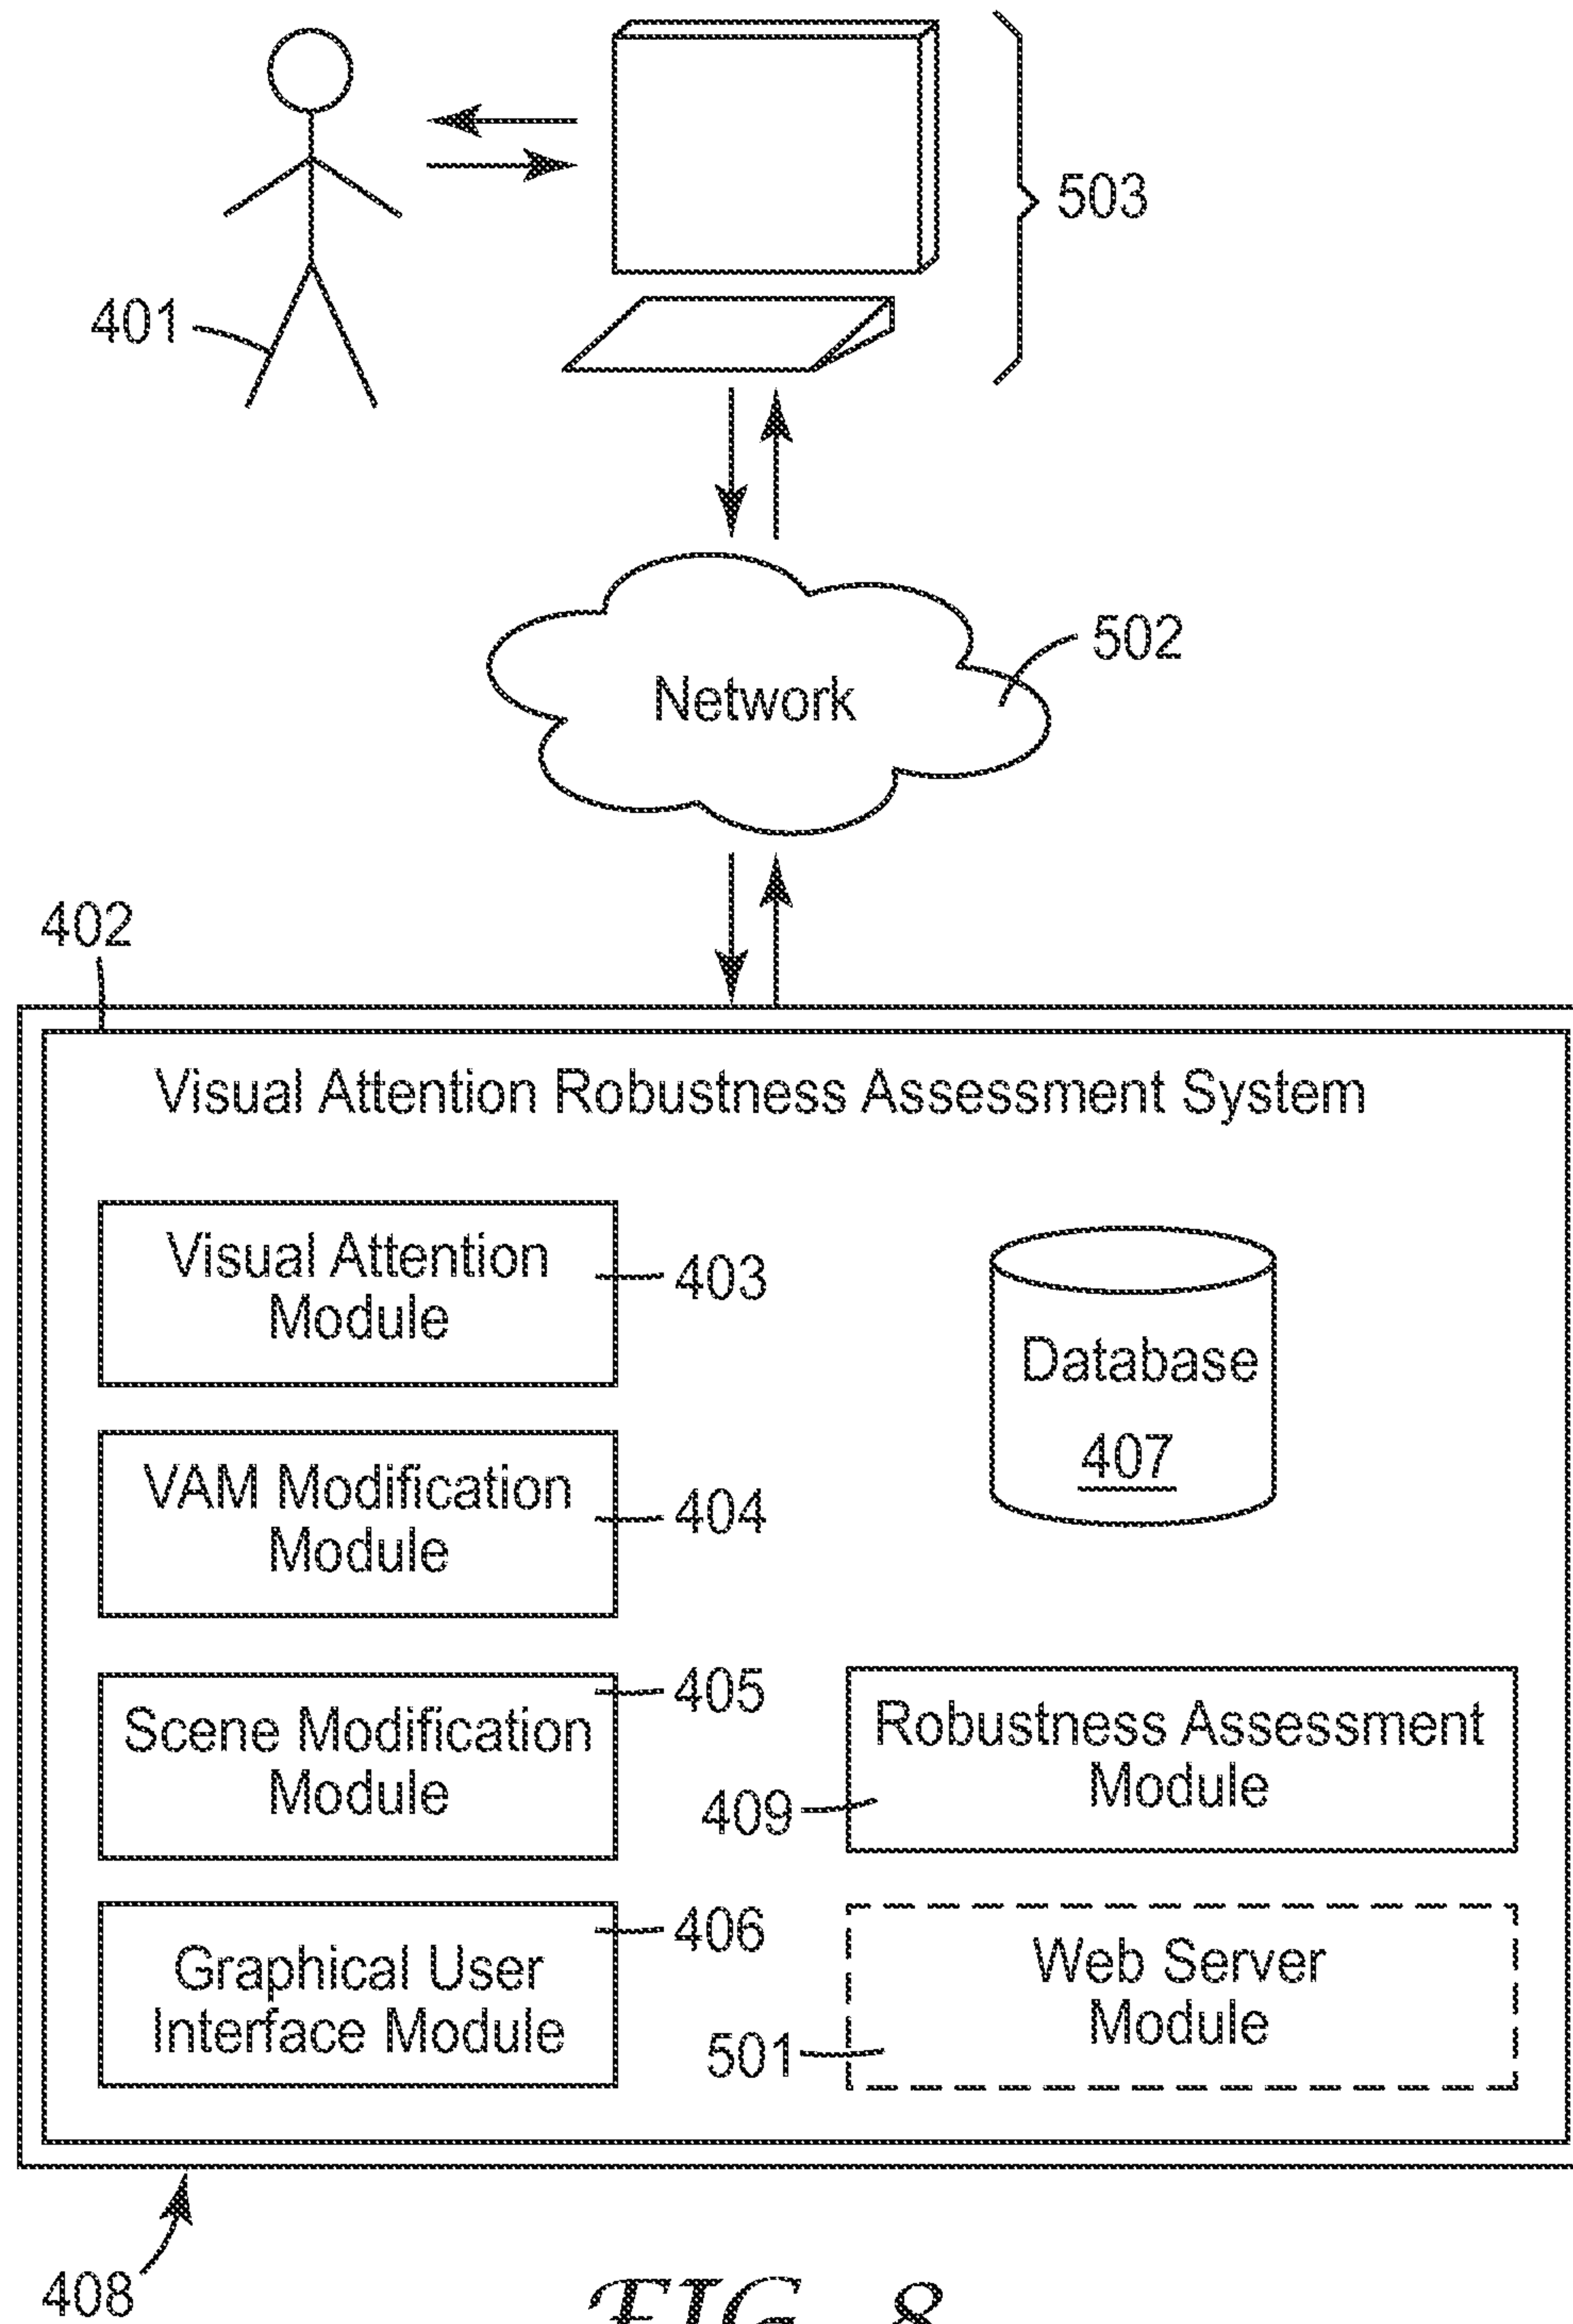 503
401
502
Network
402
Visual Attention Robustness Assessment System
Visual Attention
Module
403
Database
407
VAM Modification
Module
404
Scene Modification
Module
405
Robustness Assessment
Module
409
Graphical User
Interface Module
406
Web Server
Module
501
408
FIG. 8